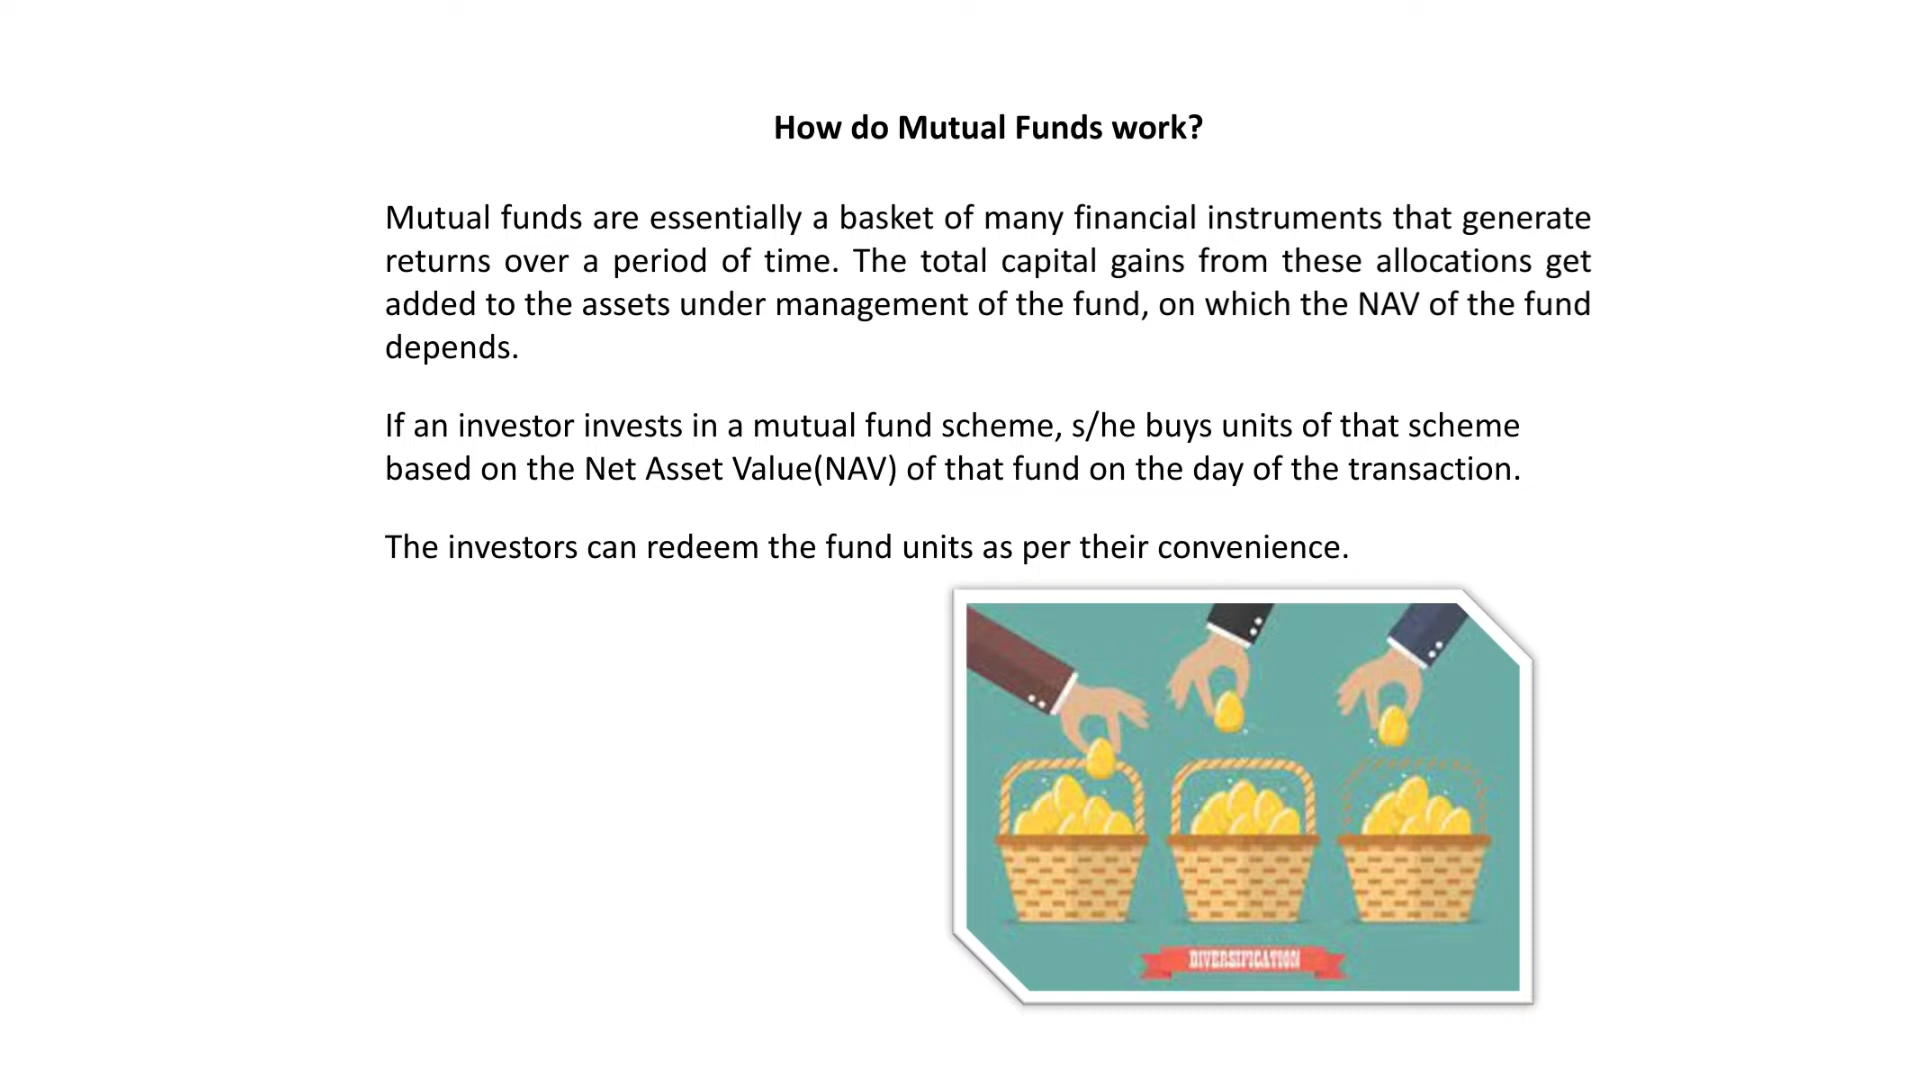 How do Mutual Funds work?
Mutual funds are essentially a basket of many financial instruments that generate
returns over a period of time. The total capital gains from these allocations get
added to the assets under management of the fund, on which the NAV of the fund
depends.
If an investor invests in a mutual fund scheme, s/he buys units of that scheme
based on the Net Asset Value(NAV) of that fund on the day of the transaction.
The investors can redeem the fund units as per their convenience.
DIVERSIFICATION